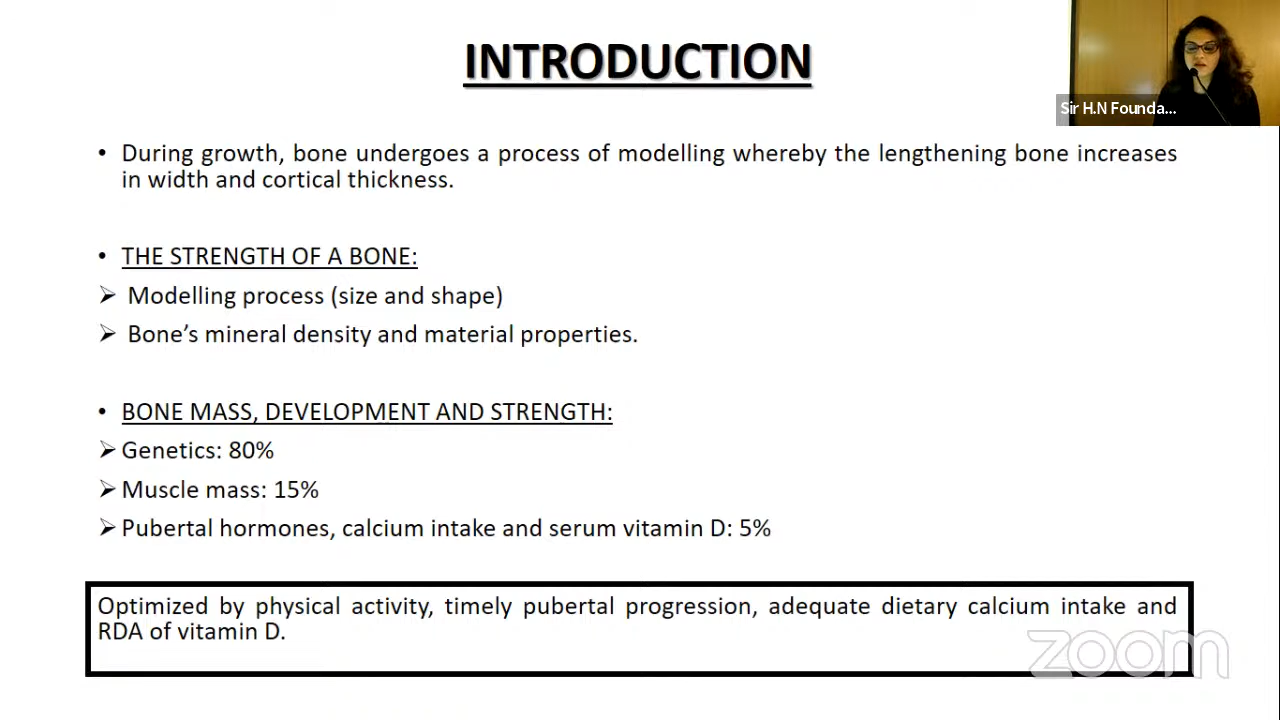 INTRODUCTION
Sir H.N Founda...
• During growth, bone undergoes a process of modelling whereby the lengthening bone increases
in width and cortical thickness.
• THE STRENGTH OF A BONE:
➢ Modelling process (size and shape)
➢ Bone’s mineral density and material properties.
• BONE MASS, DEVELOPMENT AND STRENGTH:
➢ Genetics: 80%
➢ Muscle mass: 15%
➢ Pubertal hormones, calcium intake and serum vitamin D: 5%
Optimized by physical activity, timely pubertal progression, adequate dietary calcium intake and
RDA of vitamin D.
zoom